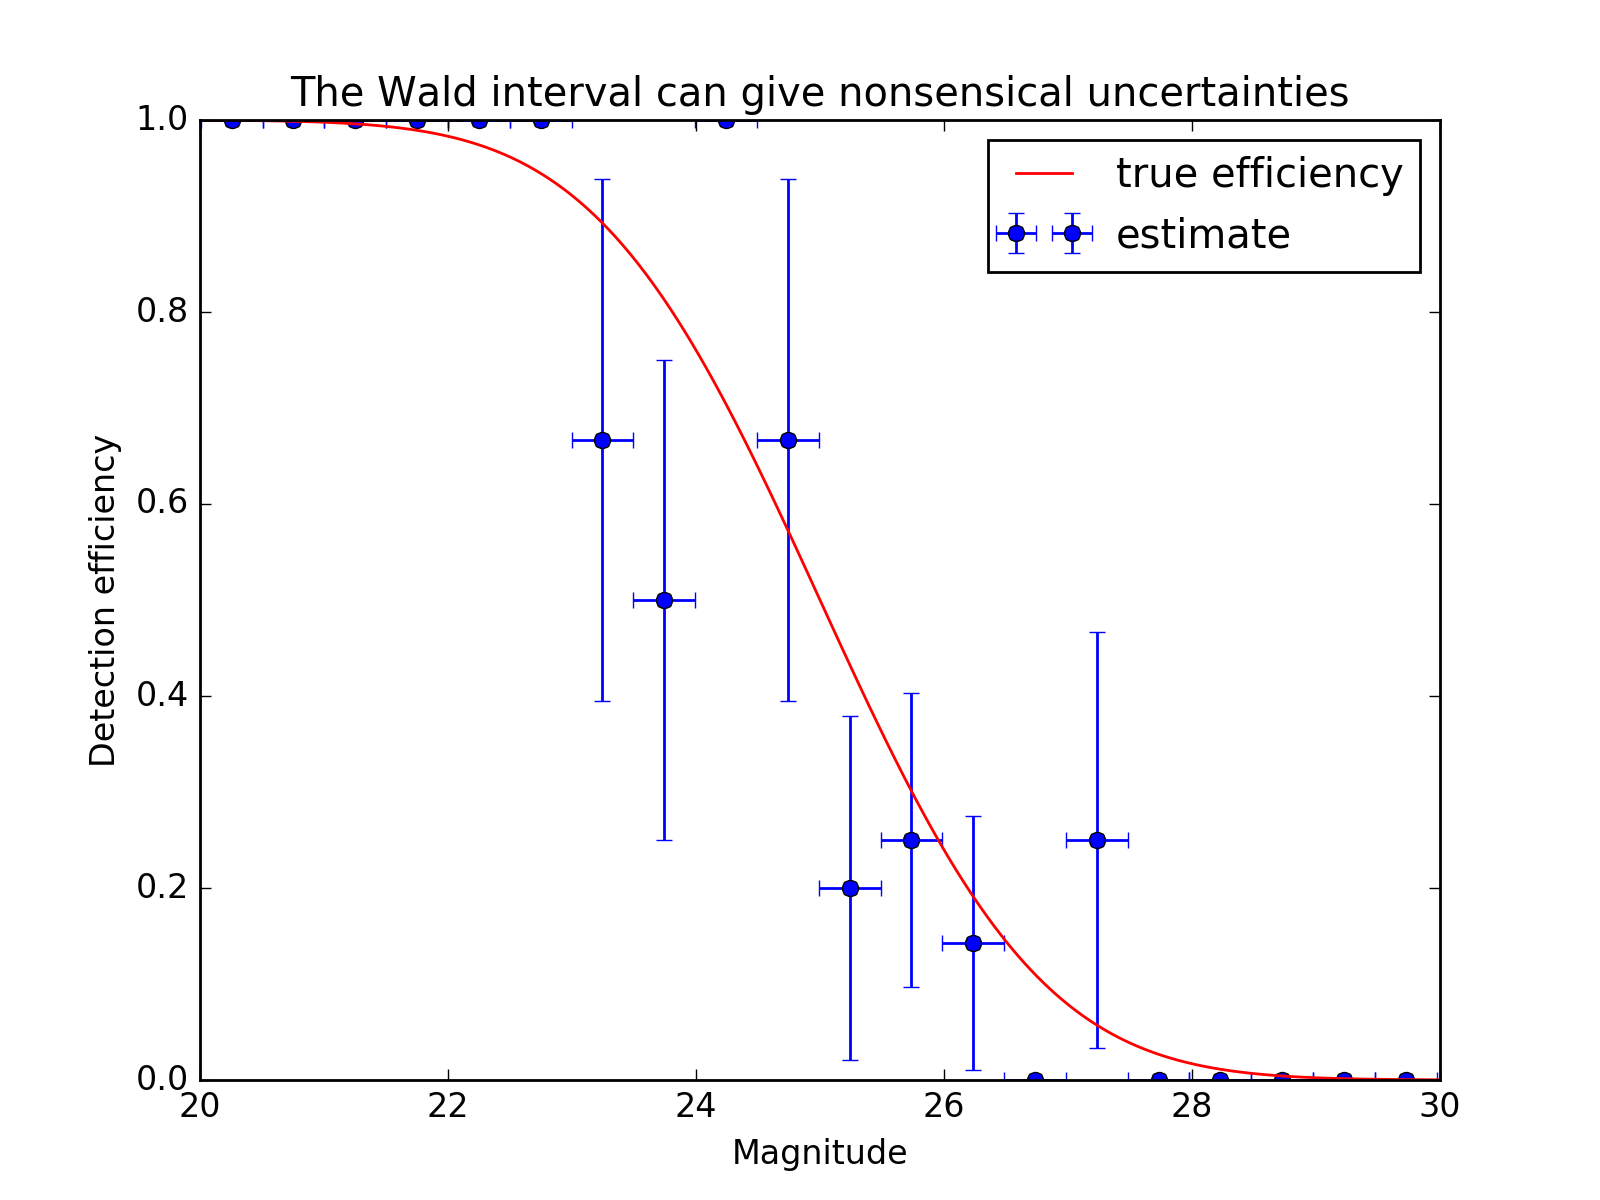 The Wald interval can give nonsensical uncertainties
true efficiency
estimate
Detection efficiency
1.0
0.8
0.6
0.4
0.2
0.0
20 22 24 26 28 30
Magnitude